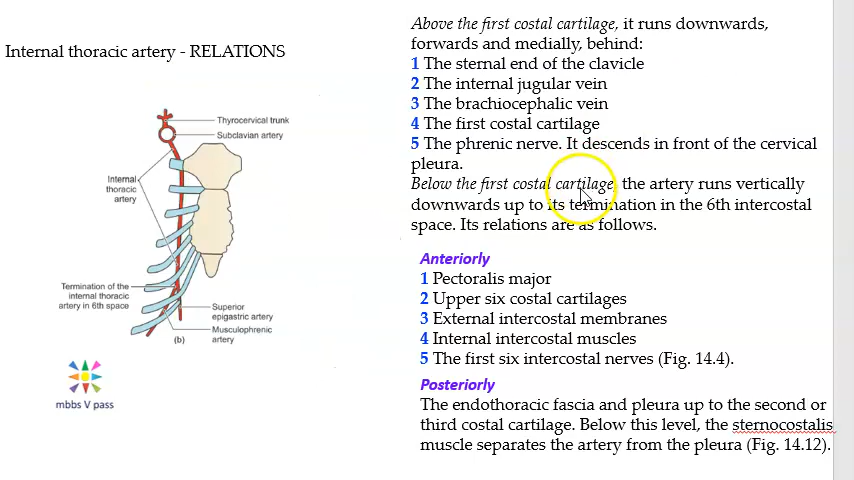 Internal thoracic artery - RELATIONS
Thyrocervical trunk
Subclavian artery
Internal
thoracic
artery
Termination of the
internal thoracic
artery in 6th space
Superior
epigastric artery
Musculophrenic
artery
(b)
mbbs V pass
Above the first costal cartilage, it runs downwards,
forwards and medially, behind:
1 The sternal end of the clavicle
2 The internal jugular vein
3 The brachiocephalic vein
4 The first costal cartilage
5 The phrenic nerve. It descends in front of the cervical
pleura.
Below the first costal cartilage, the artery runs vertically
downwards up to its termination in the 6th intercostal
space. Its relations are as follows.
Anteriorly
1 Pectoralis major
2 Upper six costal cartilages
3 External intercostal membranes
4 Internal intercostal muscles
5 The first six intercostal nerves (Fig. 14.4).
Posteriorly
The endothoracic fascia and pleura up to the second or
third costal cartilage. Below this level, the sternocostalis
muscle separates the artery from the pleura (Fig. 14.12).